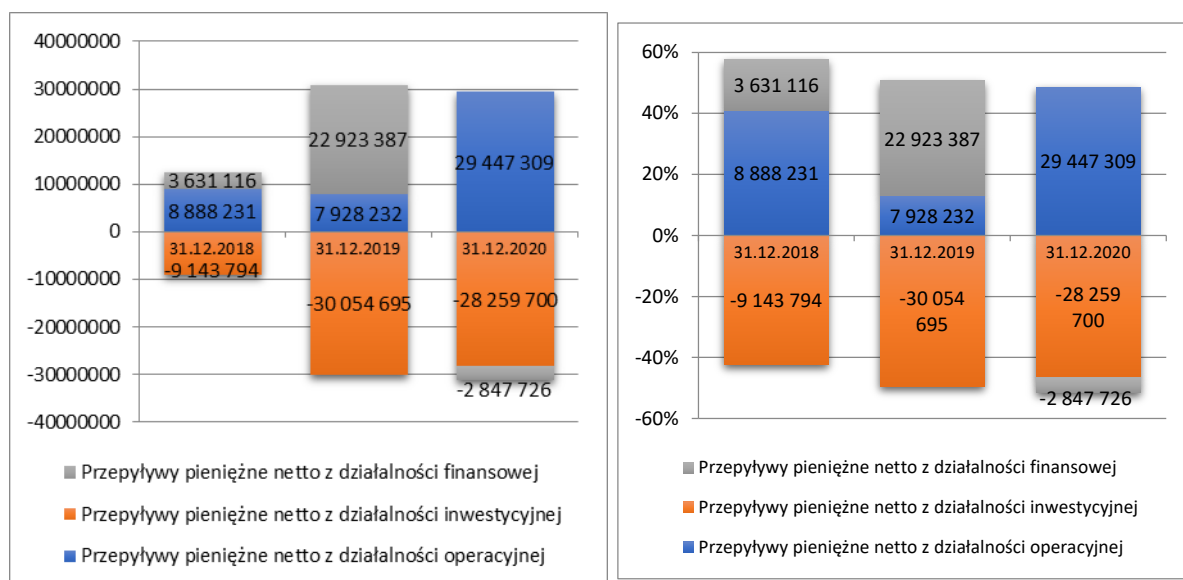 40000000
30000000
20000000
10000000
0
-10000000
-20000000
-30000000
-40000000
3 631 116
8 888 231
31.12.2018
-9 143 794
22 923 387
7 928 232
31.12.2019
-30 054 695
29 447 309
31.12.2020
-28 259 700
-2 847 726
Przepływy pieniężne netto z działalności finansowej
Przepływy pieniężne netto z działalności inwestycyjnej
Przepływy pieniężne netto z działalności operacyjnej
60%
40%
20%
0%
-20%
-40%
-60%
3 631 116
8 888 231
31.12.2018
-9 143 794
22 923 387
7 928 232
31.12.2019
-30 054
695
29 447 309
31.12.2020
-28 259
700
-2 847 726
Przepływy pieniężne netto z działalności finansowej
Przepływy pieniężne netto z działalności inwestycyjnej
Przepływy pieniężne netto z działalności operacyjnej